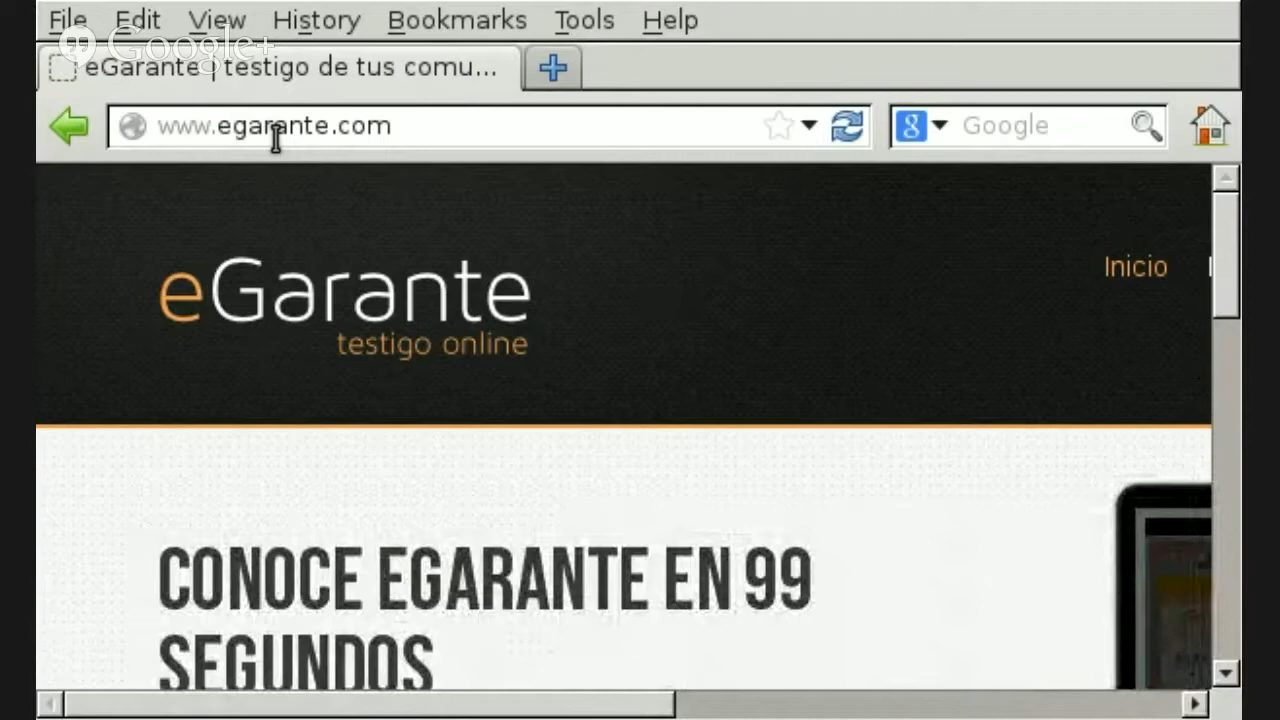 File Edit View History Bookmarks Tools Help
Google+
eGarante | testigo de tus comu...
www.egarante.com
Google
eGarante
testigo online
Inicio
CONOCE EGARANTE EN 99
SEGUNDOS